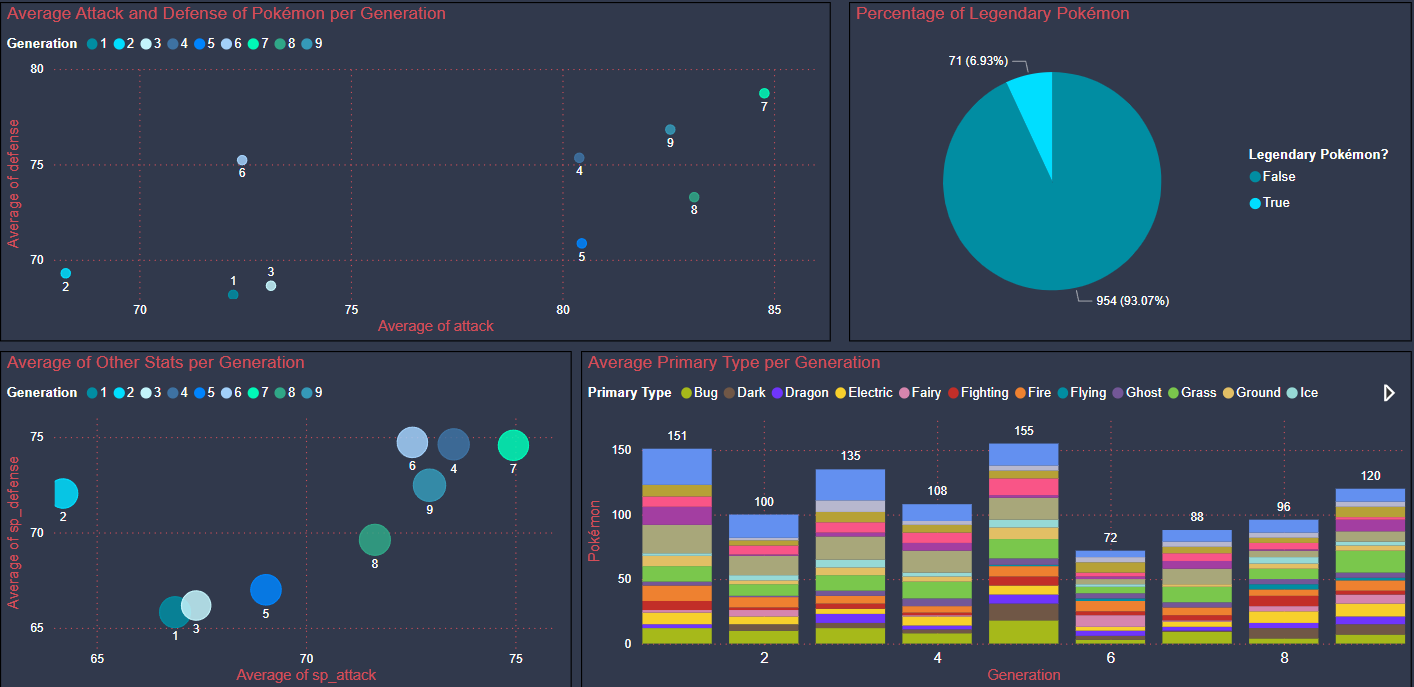 Average Attack and Defense of Pokémon per Generation
Generation 1 2 3 4 5 6 7 8 9
80
75
70
Average of defense
7
9
6
4
8
5
2
1
3
70 75 80 85
Average of attack
Percentage of Legendary Pokémon
71 (6.93%)
954 (93.07%)
Legendary Pokémon?
False
True
Average of Other Stats per Generation
Generation 1 2 3 4 5 6 7 8 9
75
70
65
Average of sp_defense
6
4
7
9
2
8
5
1
3
65 70 75
Average of sp_attack
Average Primary Type per Generation
Primary Type Bug Dark Dragon Electric Fairy Fighting Fire Flying Ghost Grass Ground Ice
150
100
50
0
Pokémon
151
100
135
108
155
72
88
96
120
2 4 6 8
Generation